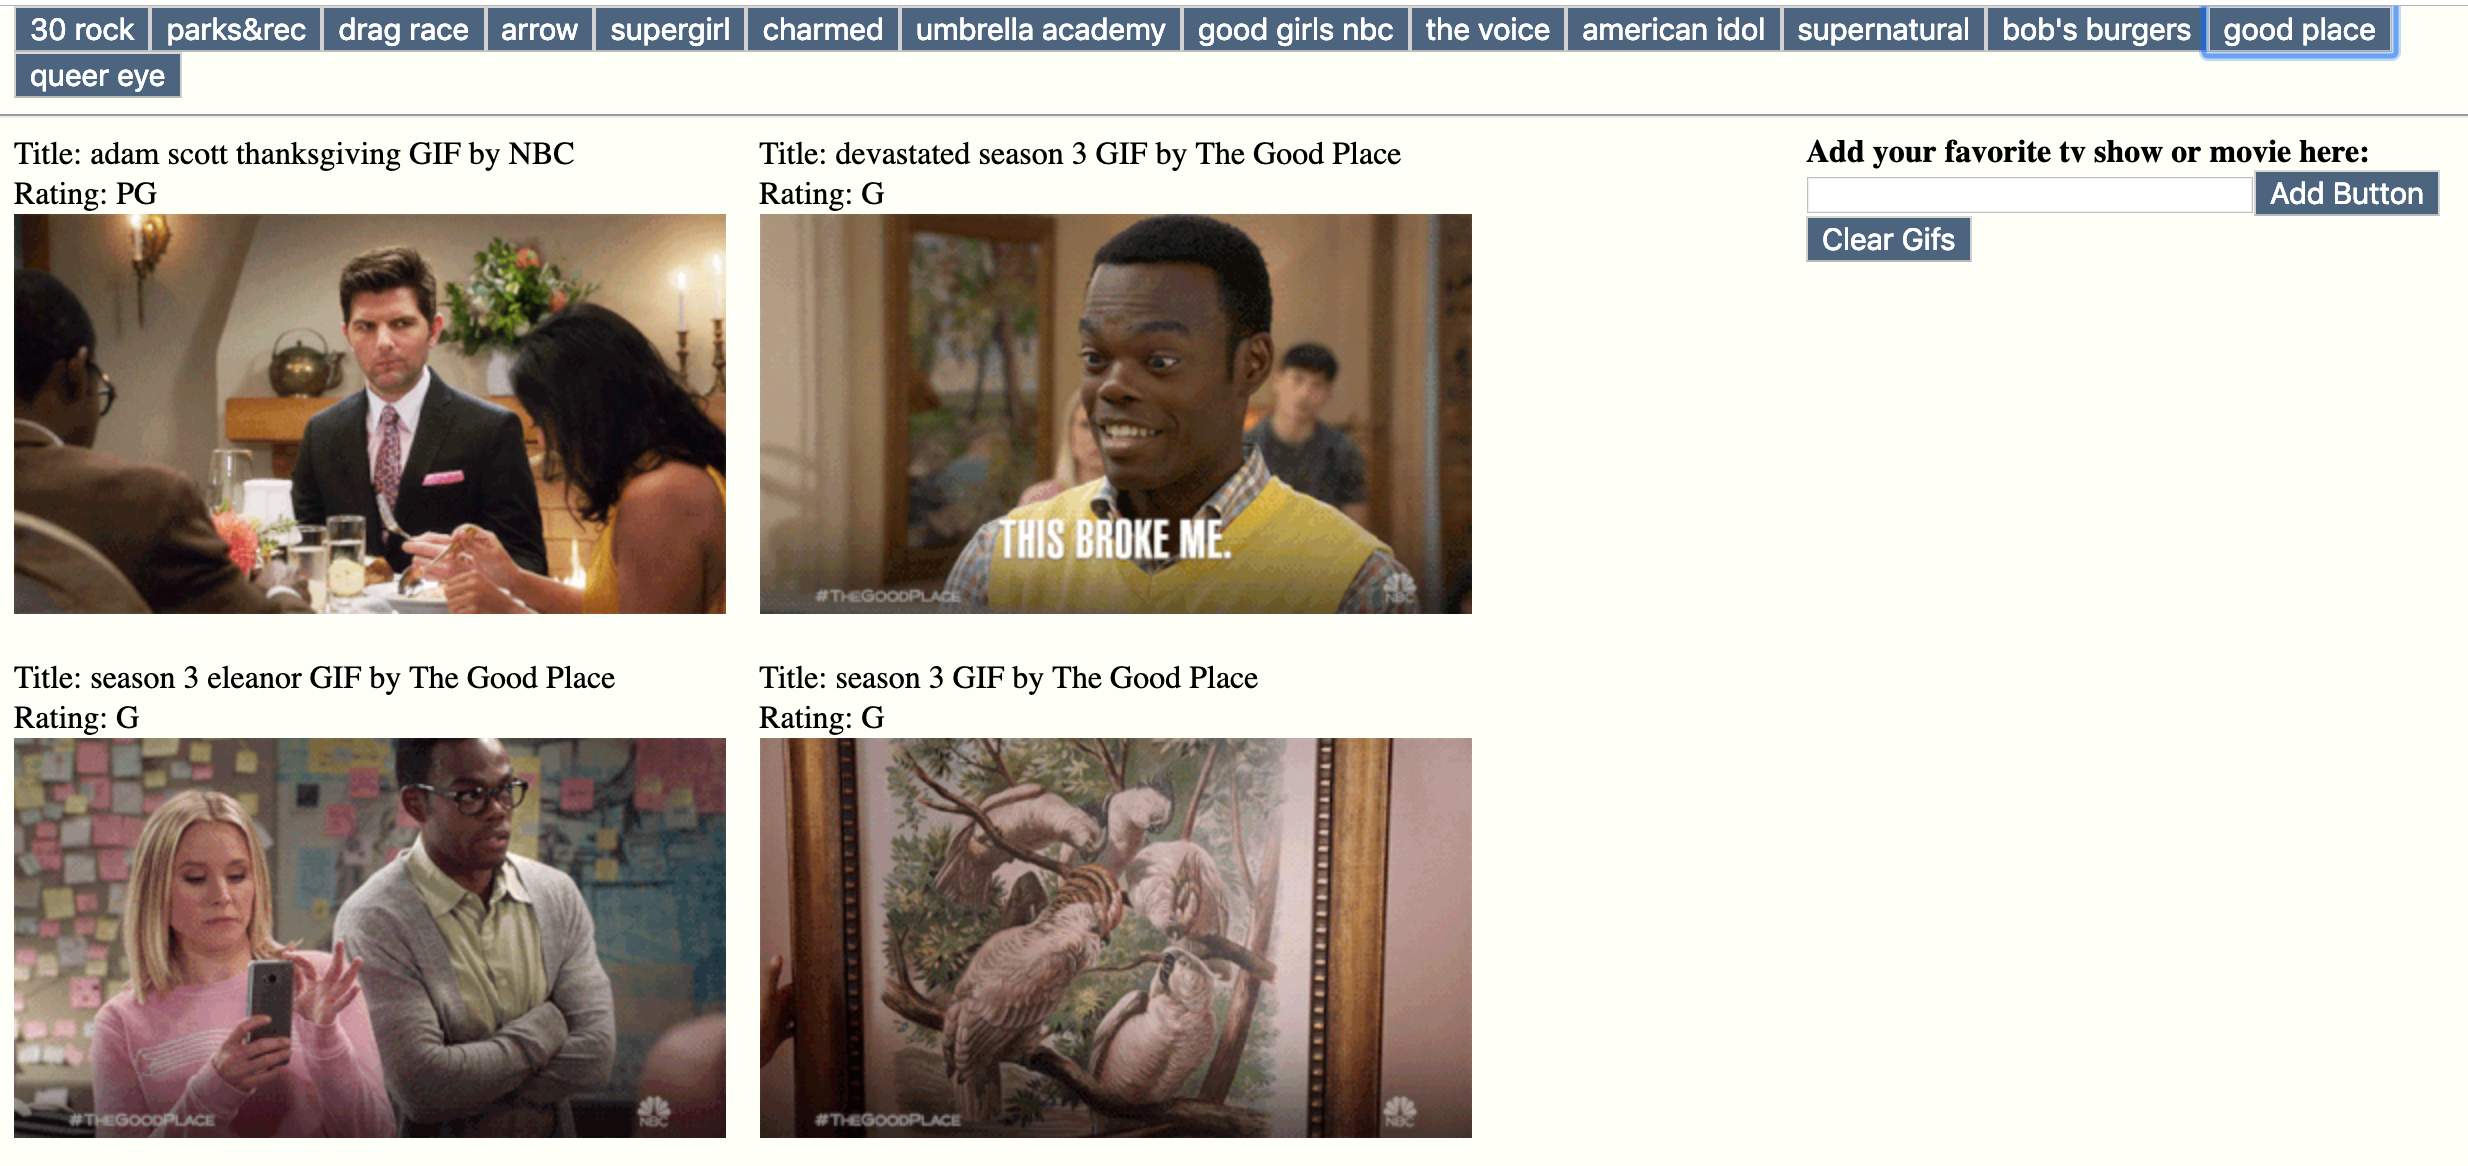 30 rock parks&rec drag race arrow supergirl charmed umbrella academy good girls nbc the voice american idol supernatural bob's burgers good place
queer eye
Title: adam scott thanksgiving GIF by NBC
Rating: PG
Title: devastated season 3 GIF by The Good Place
Rating: G
THIS BROKE ME.
#THEGOODPLACE
NBC
Add your favorite tv show or movie here:
Add Button
Clear Gifs
Title: season 3 eleanor GIF by The Good Place
Rating: G
#THEGOODPLACE
NBC
Title: season 3 GIF by The Good Place
Rating: G
#THEGOODPLACE
NBC